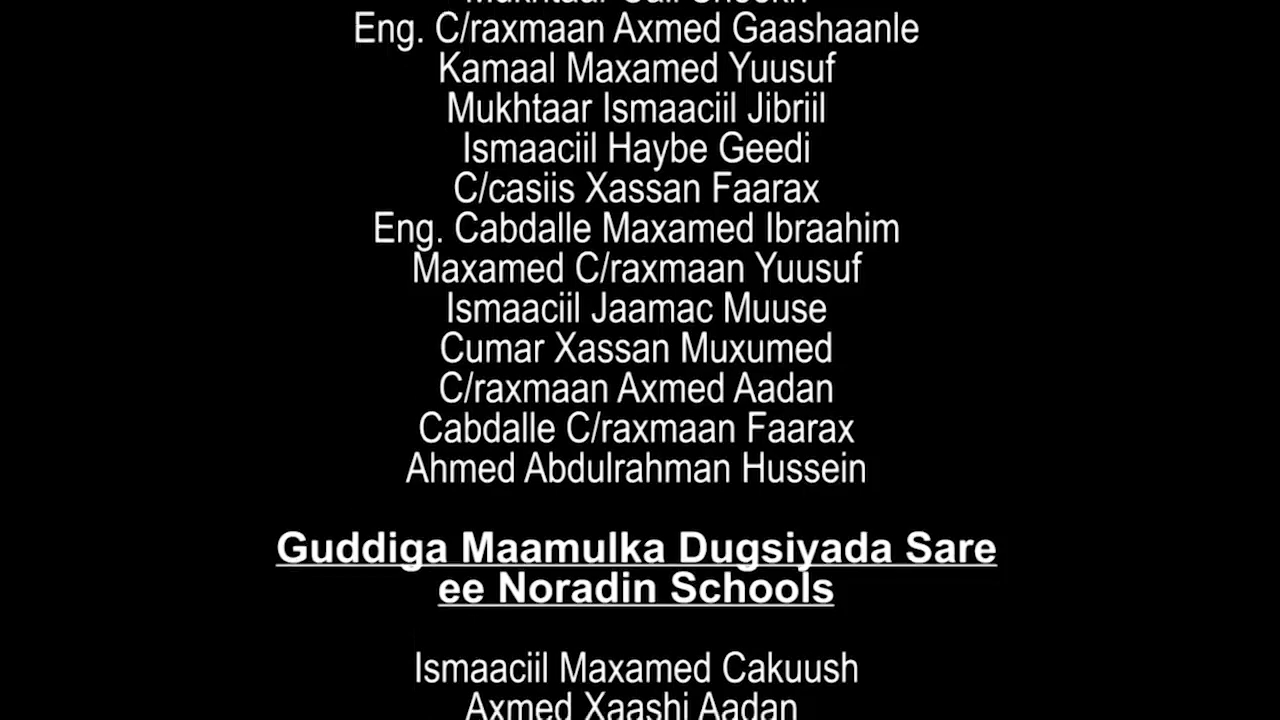 Eng. C/raxmaan Axmed Gaashaanle
Kamaal Maxamed Yuusuf
Mukhtaar Ismaaciil Jibriil
Ismaaciil Haybe Geedi
C/casiis Xassan Faarax
Eng. Cabdalle Maxamed Ibraahim
Maxamed C/raxmaan Yuusuf
Ismaaciil Jaamac Muuse
Cumar Xassan Muxumed
C/raxmaan Axmed Aadan
Cabdalle C/raxmaan Faarax
Ahmed Abdulrahman Hussein
Guddiga Maamulka Dugsiyada Sare
ee Noradin Schools
Ismaaciil Maxamed Cakuush
Axmed Xaashi Aadan